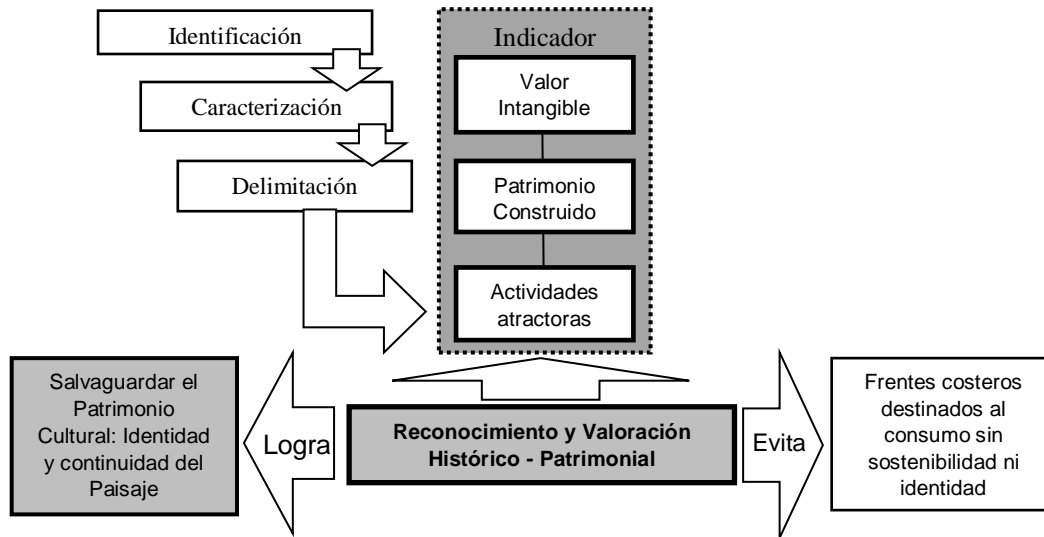 Identificación
Caracterización
Delimitación
Indicador
Valor
Intangible
Patrimonio
Construido
Actividades
atractoras
Salvaguardar el
Patrimonio
Cultural: Identidad
y continuidad del
Paisaje
Logra
Reconocimiento y Valoración
Histórico - Patrimonial
Evita
Frentes costeros
destinados al
consumo sin
sostenibilidad ni
identidad